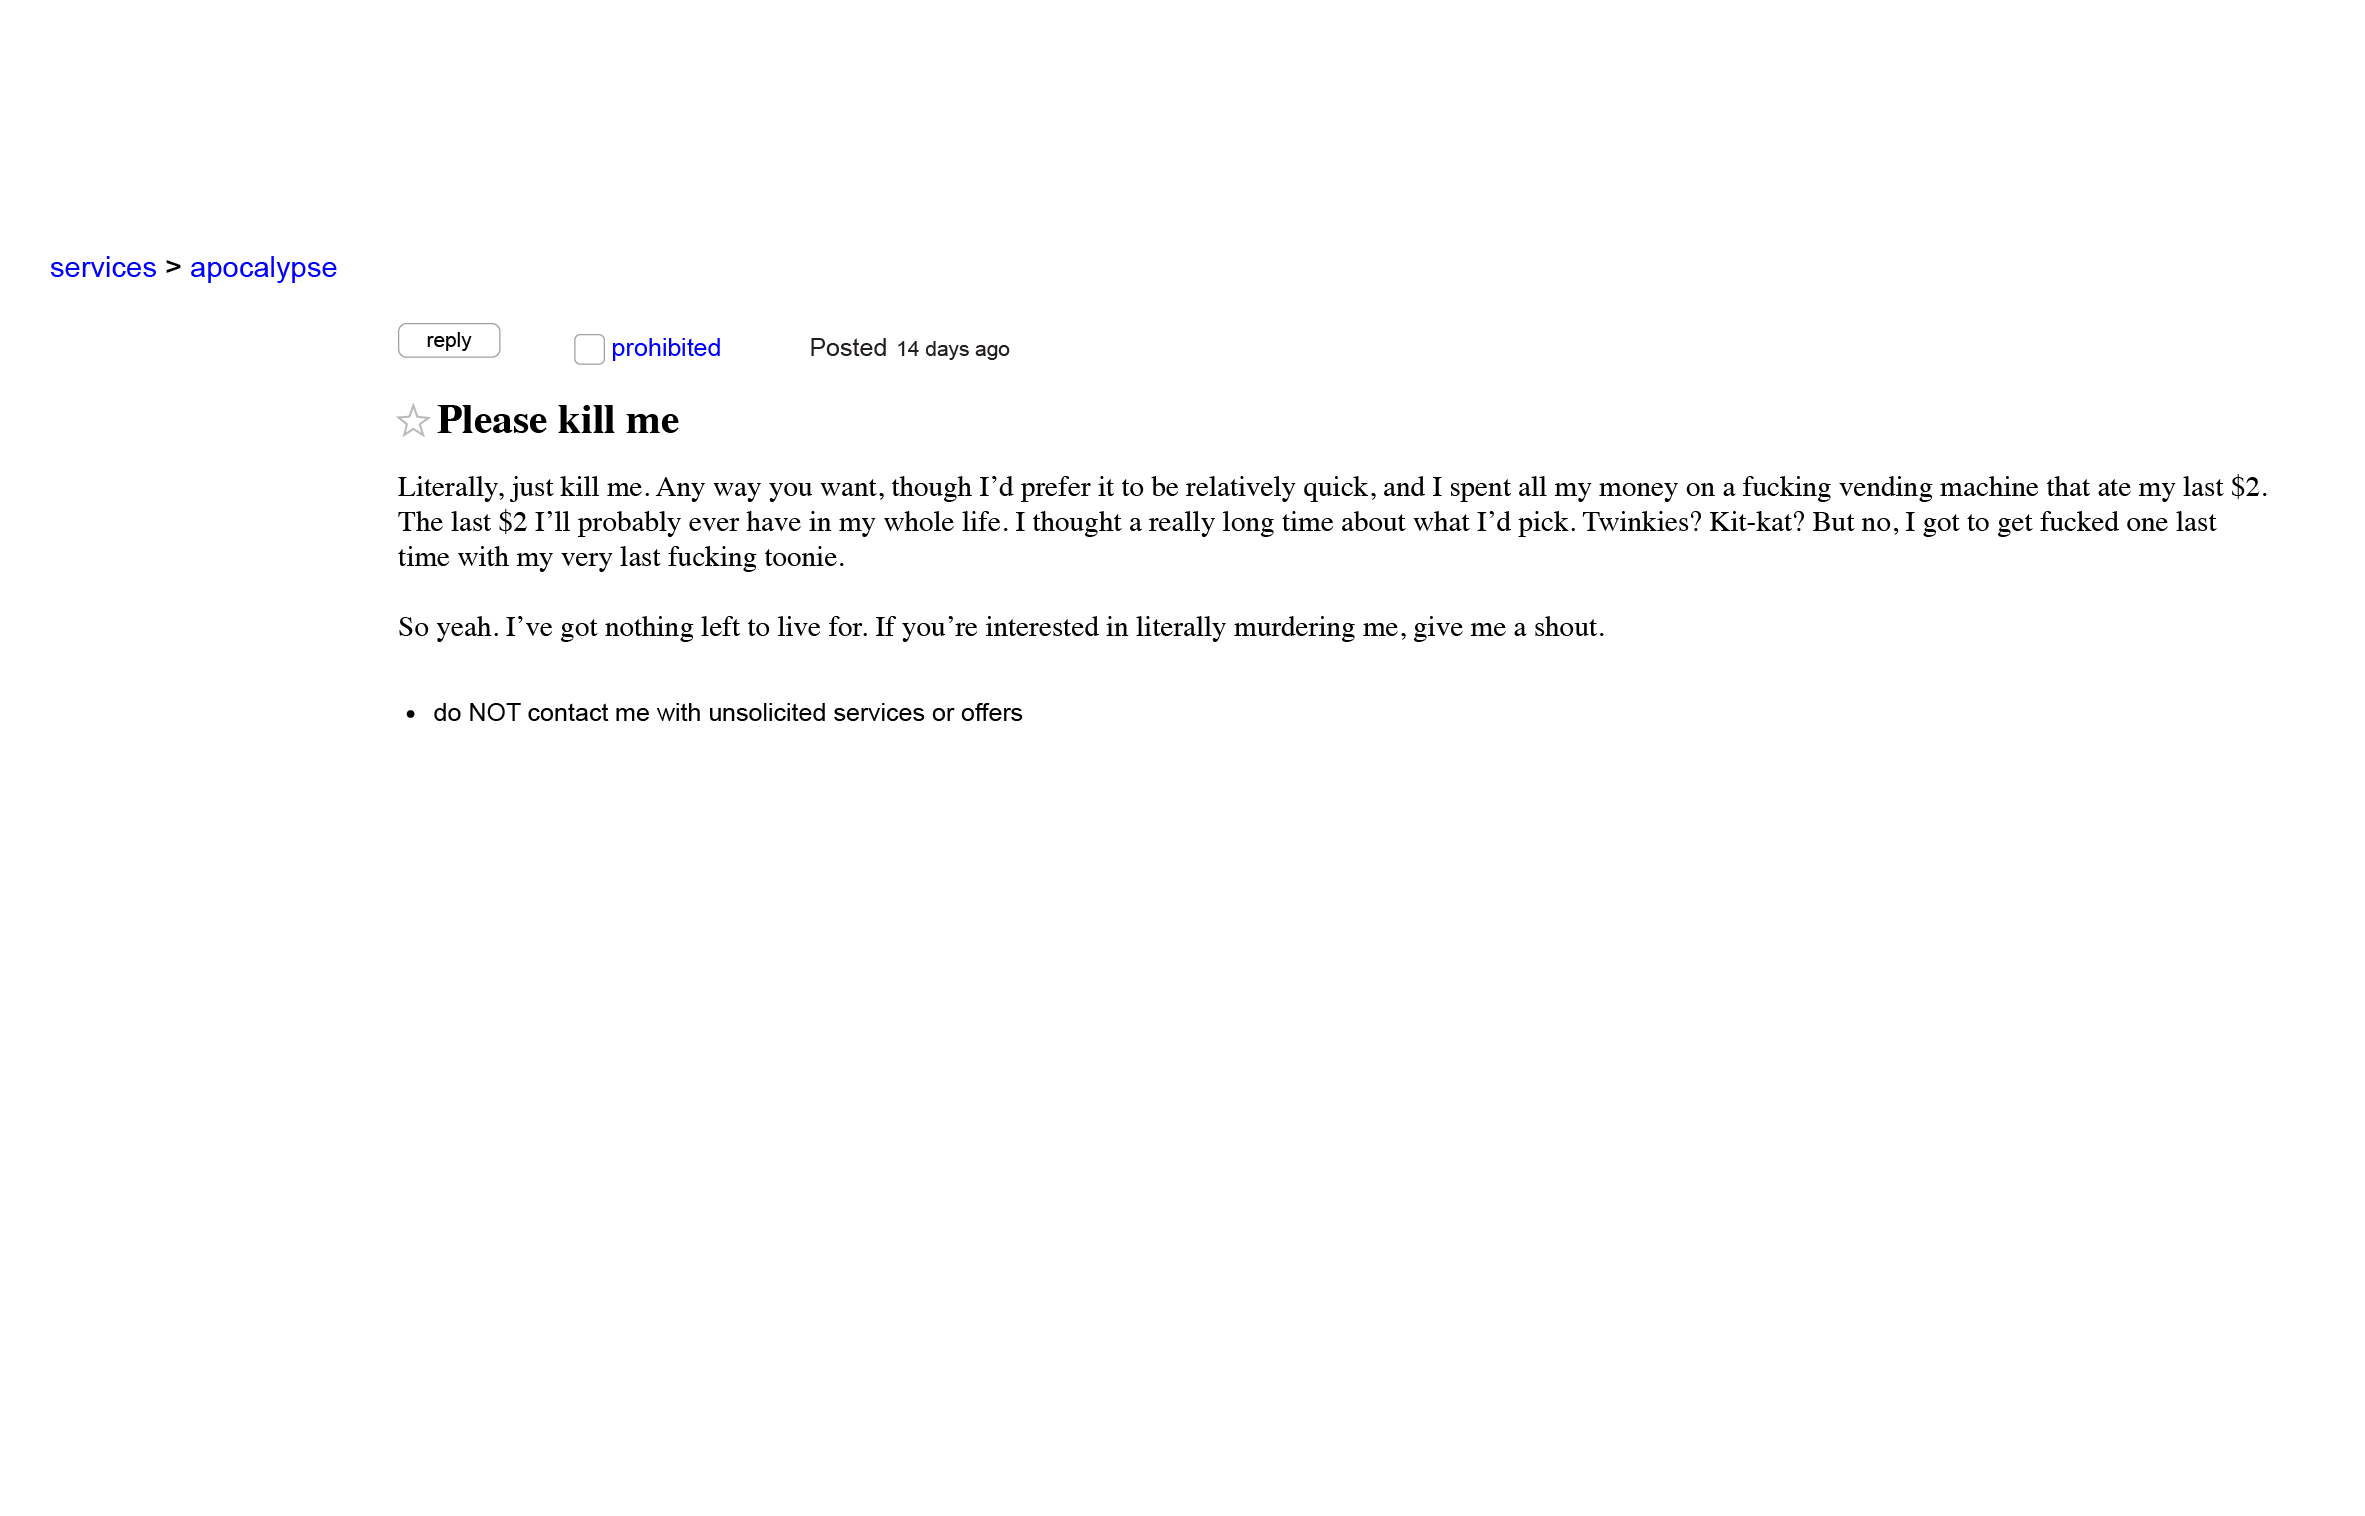 services > apocalypse
reply prohibited Posted 14 days ago
Please kill me
Literally, just kill me. Any way you want, though I’d prefer it to be relatively quick, and I spent all my money on a fucking vending machine that ate my last $2.
The last $2 I’ll probably ever have in my whole life. I thought a really long time about what I’d pick. Twinkies? Kit-kat? But no, I got to get fucked one last
time with my very last fucking toonie.
So yeah. I’ve got nothing left to live for. If you’re interested in literally murdering me, give me a shout.
• do NOT contact me with unsolicited services or offers